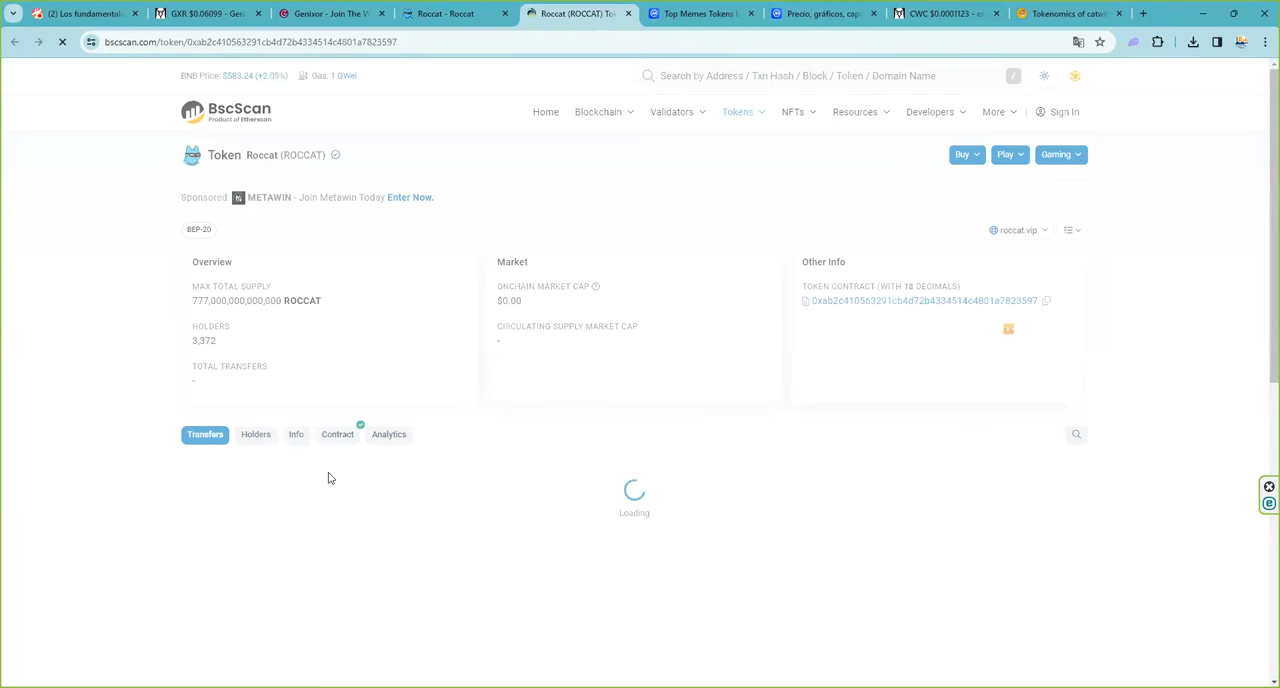 (2) Los fundamental
GXR $0.06099 - Geni
Genixor - Join The W
Roccat - Roccat
Roccat (ROCCAT) To
Top Memes Tokens
Precio, gráficos, cap
CWC $0.0001123 - c
Tokenomics of catw
bscscan.com/token/0xab2c410563291cb4d72b4334514c4801a7823597
BNB Price: $583.24 (+2.05%)
Gas: 1 GWei
Search by Address / Txn Hash / Block / Token / Domain Name
/
BscScan
Product of Etherscan
Home
Blockchain
Validators
Tokens
NFTs
Resources
Developers
More
Sign In
Token Roccat (ROCCAT)
Buy
Play
Gaming
Sponsored: METAWIN - Join Metawin Today Enter Now.
BEP-20
roccat.vip
Overview
MAX TOTAL SUPPLY
777,000,000,000,000 ROCCAT
HOLDERS
3,372
TOTAL TRANSFERS
-
Market
ONCHAIN MARKET CAP
$0.00
CIRCULATING SUPPLY MARKET CAP
-
Other Info
TOKEN CONTRACT (WITH 18 DECIMALS)
0xab2c410563291cb4d72b4334514c4801a7823597
Transfers
Holders
Info
Contract
Analytics
Loading